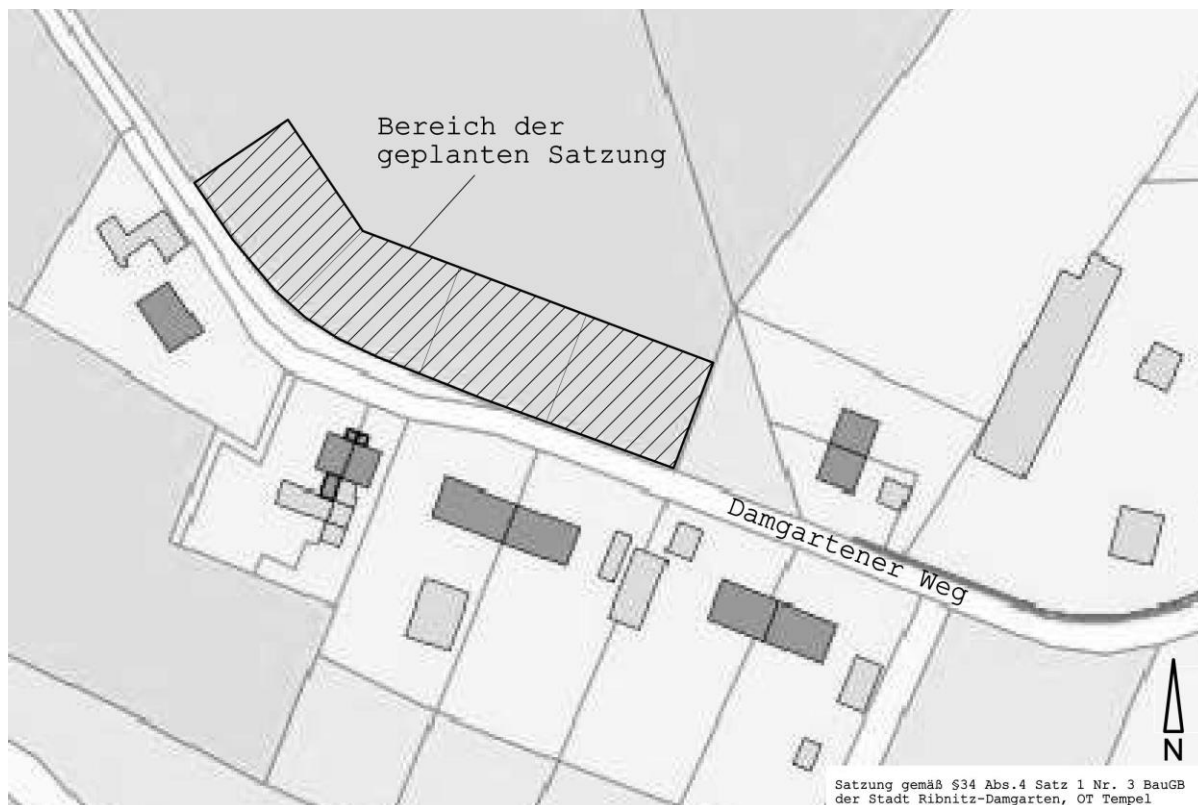 Bereich der
geplanten Satzung
Damgartener Weg
N
Satzung gemäß §34 Abs.4 Satz 1 Nr. 3 BauGB
der Stadt Ribnitz-Damgarten, OT Tempel